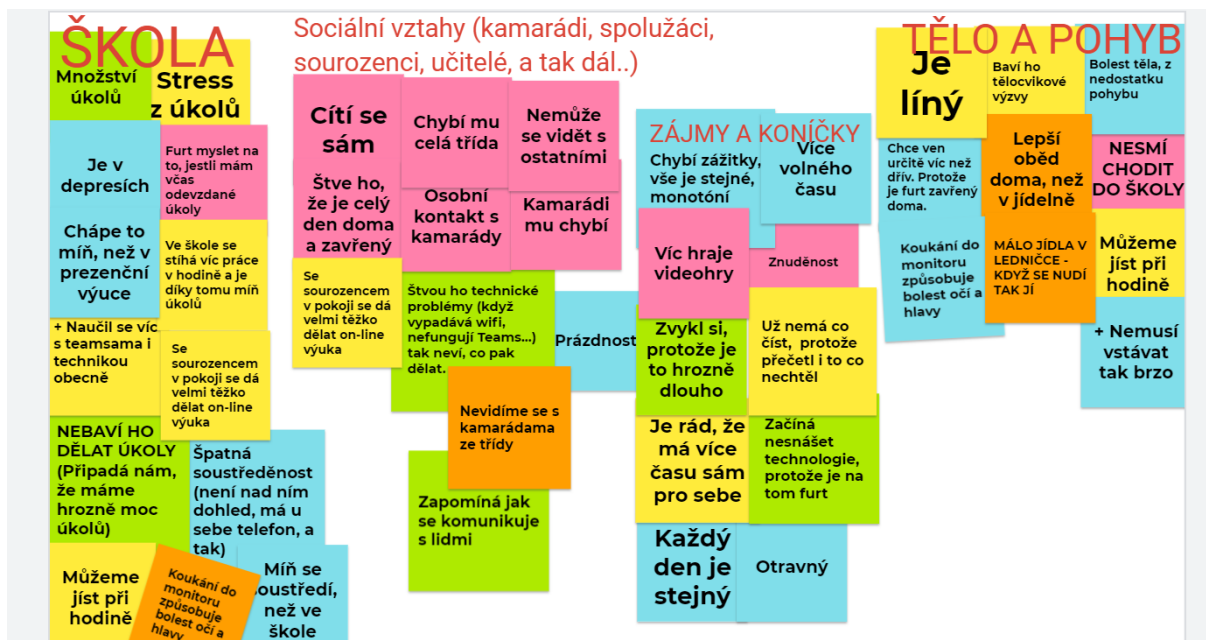 ŠKOLA
Množství
úkolů
Stress
z úkolů
Je v
depresích
Furt myslet na
to, jestli mám
včas
odevzdané
úkoly
Chápe to
míň, než v
prezenční
výuce
Ve škole se
stíhá víc práce
v hodině a je
díky tomu míň
úkolů
+ Naučil se víc
s teamsama i
technikou
obecně
Se
sourozencem
v pokoji se dá
velmi těžko
dělat on-line
výuka
NEBAVÍ HO
DĚLAT ÚKOLY
(Připadá nám,
že máme
hrozně moc
úkolů)
Špatná
soustředěnost
(není nad ním
dohled, má u
sebe telefon, a
tak)
Můžeme
jíst při
hodině
Koukání do
monitoru
způsobuje
bolest očí a
hlavy
Míň se
oustředí,
než ve
škole
Sociální vztahy (kamarádi, spolužáci,
sourozenci, učitelé, a tak dál..)
Cítí se
sám
Chybí mu
celá třída
Nemůže
se vidět s
ostatními
Štve ho,
že je celý
den doma
a zavřený
Osobní
kontakt s
kamarády
Kamarádi
mu chybí
Se
sourozencem
v pokoji se dá
velmi těžko
dělat on-line
výuka
Štvou ho technické
problémy (když
vypadává wifi,
nefungují Teams...)
tak neví, co pak
dělat.
Prázdnost
Nevidíme se s
kamarádama
ze třídy
Zapomíná jak
se komunikuje
s lidmi
ZÁJMY A KONÍČKY
Chybí zážitky,
vše je stejné,
monotóní
Více
volného
času
Víc hraje
videohry
Znuděnost
Zvykl si,
protože je
to hrozně
dlouho
Už nemá co
číst, protože
přečetl i to co
nechtěl
Je rád, že
má více
času sám
pro sebe
Začíná
nesnášet
technologie,
protože je na
tom furt
Každý
den je
stejný
Otravný
TĚLO A POHYB
Je
líný
Baví ho
tělocvikové
výzvy
Bolest těla, z
nedostatku
pohybu
Chce ven
určitě víc než
dřív. Protože
je furt zavřený
doma.
Lepší
oběd
doma, než
v jídelně
NESMÍ
CHODIT
DO ŠKOLY
Koukání do
monitoru
způsobuje
bolest očí a
hlavy
MÁLO JÍDLA V
LEDNIČCE -
KDYŽ SE NUDÍ
TAK JÍ
Můžeme
jíst při
hodině
+ Nemusí
vstávat
tak brzo